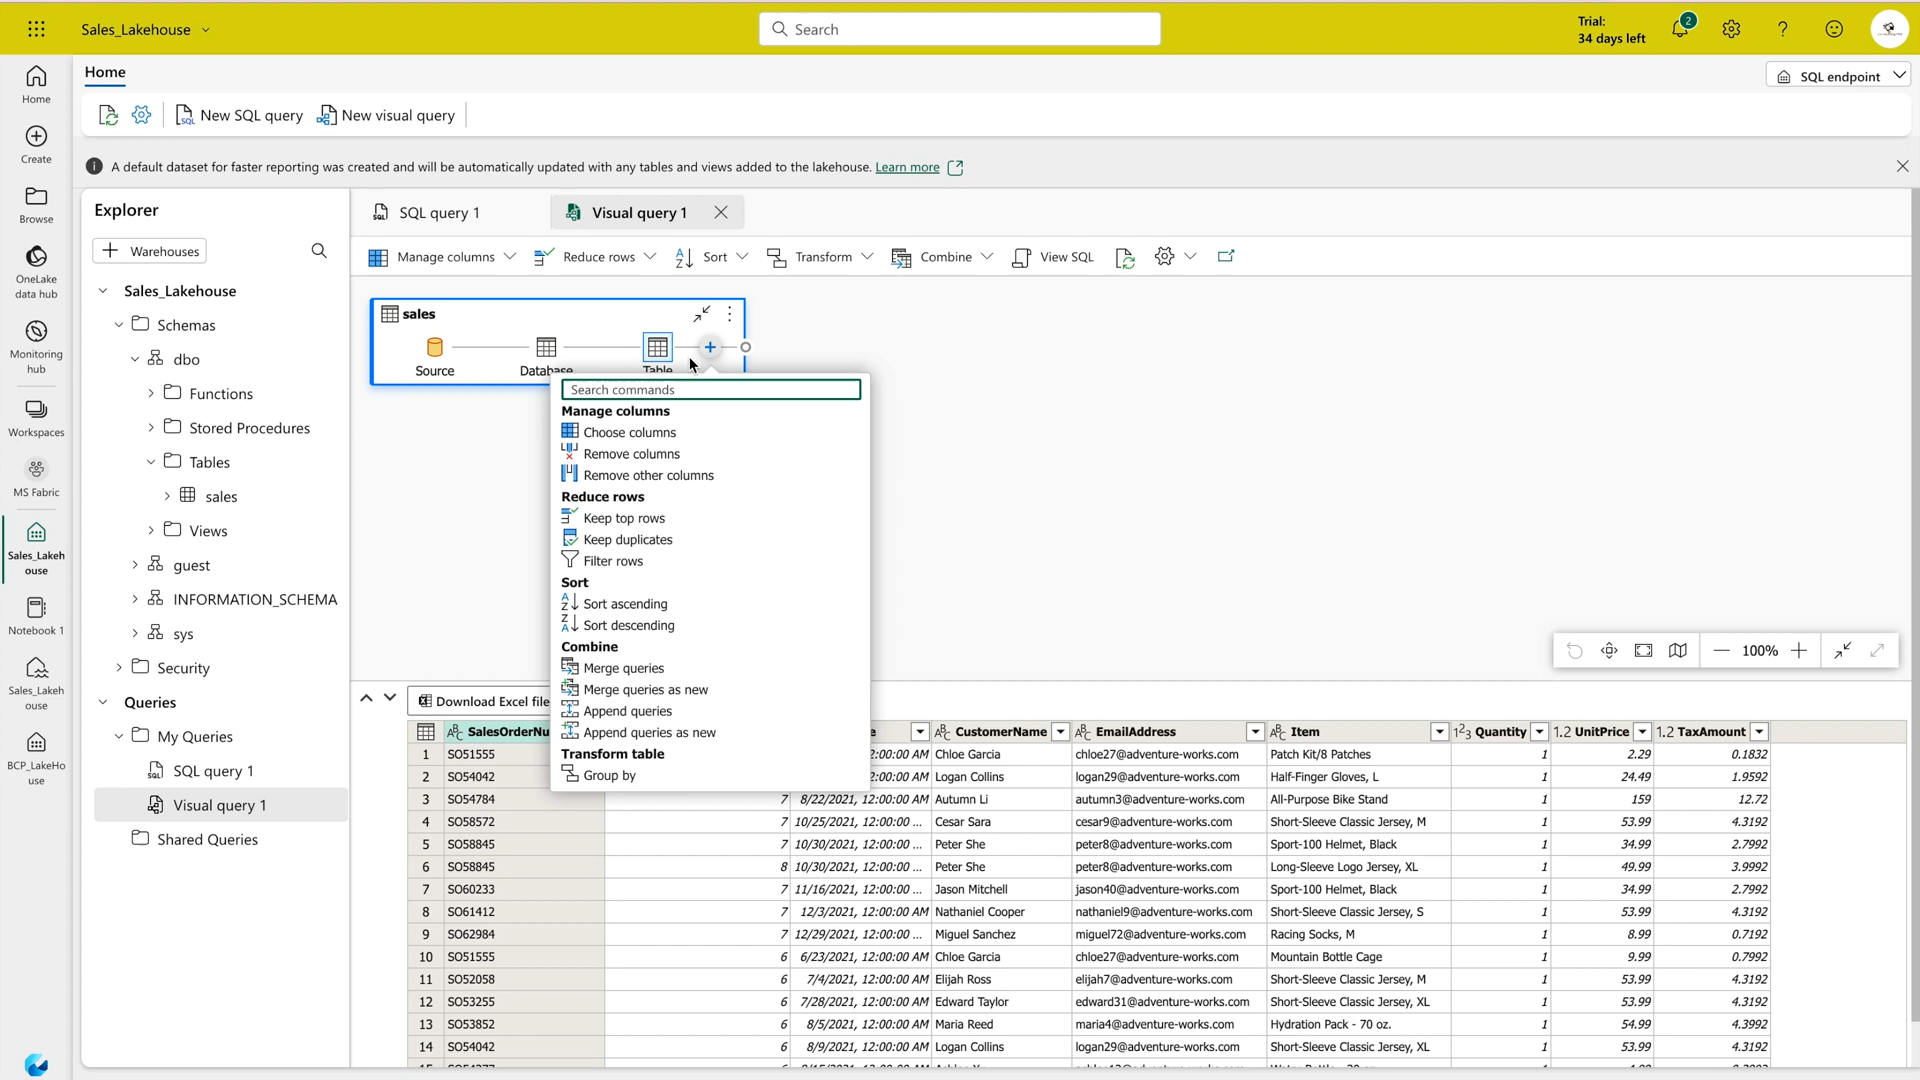 Sales_Lakehouse
Search
Trial:
34 days left
2
Home
SQL endpoint
New SQL query
New visual query
A default dataset for faster reporting was created and will be automatically updated with any tables and views added to the lakehouse. Learn more
Home
Create
Browse
OneLake
data hub
Monitoring
hub
Workspaces
MS Fabric
Sales_Lakeh
ouse
Notebook 1
Sales_Lakeh
ouse
BCP_LakeHo
use
Explorer
Warehouses
Sales_Lakehouse
Schemas
dbo
Functions
Stored Procedures
Tables
sales
Views
guest
INFORMATION_SCHEMA
sys
Security
Queries
My Queries
SQL query 1
Visual query 1
Shared Queries
SQL query 1
Visual query 1
Manage columns
Reduce rows
Sort
Transform
Combine
View SQL
sales
Source
Database
Table
Search commands
Manage columns
Choose columns
Remove columns
Remove other columns
Reduce rows
Keep top rows
Keep duplicates
Filter rows
Sort
Sort ascending
Sort descending
Combine
Merge queries
Merge queries as new
Append queries
Append queries as new
Transform table
Group by
100%
Download Excel file
SalesOrderNu e CustomerName EmailAddress Item Quantity UnitPrice TaxAmount
1 SO51555 2:00:00 AM Chloe Garcia chloe27@adventure-works.com Patch Kit/8 Patches 1 2.29 0.1832
2 SO54042 2:00:00 AM Logan Collins logan29@adventure-works.com Half-Finger Gloves, L 1 24.49 1.9592
3 SO54784 7 8/22/2021, 12:00:00 AM Autumn Li autumn3@adventure-works.com All-Purpose Bike Stand 1 159 12.72
4 SO58572 7 10/25/2021, 12:00:00 ... Cesar Sara cesar9@adventure-works.com Short-Sleeve Classic Jersey, M 1 53.99 4.3192
5 SO58845 7 10/30/2021, 12:00:00 ... Peter She peter8@adventure-works.com Sport-100 Helmet, Black 1 34.99 2.7992
6 SO58845 8 10/30/2021, 12:00:00 ... Peter She peter8@adventure-works.com Long-Sleeve Logo Jersey, XL 1 49.99 3.9992
7 SO60233 7 11/16/2021, 12:00:00 ... Jason Mitchell jason40@adventure-works.com Sport-100 Helmet, Black 1 34.99 2.7992
8 SO61412 7 12/3/2021, 12:00:00 AM Nathaniel Cooper nathaniel9@adventure-works.com Short-Sleeve Classic Jersey, S 1 53.99 4.3192
9 SO62984 7 12/29/2021, 12:00:00 ... Miguel Sanchez miguel72@adventure-works.com Racing Socks, M 1 8.99 0.7192
10 SO51555 6 6/23/2021, 12:00:00 AM Chloe Garcia chloe27@adventure-works.com Mountain Bottle Cage 1 9.99 0.7992
11 SO52058 6 7/4/2021, 12:00:00 AM Elijah Ross elijah7@adventure-works.com Short-Sleeve Classic Jersey, M 1 53.99 4.3192
12 SO53255 6 7/28/2021, 12:00:00 AM Edward Taylor edward31@adventure-works.com Short-Sleeve Classic Jersey, XL 1 53.99 4.3192
13 SO53852 6 8/5/2021, 12:00:00 AM Maria Reed maria4@adventure-works.com Hydration Pack - 70 oz. 1 54.99 4.3992
14 SO54042 6 8/9/2021, 12:00:00 AM Logan Collins logan29@adventure-works.com Short-Sleeve Classic Jersey, XL 1 53.99 4.3192